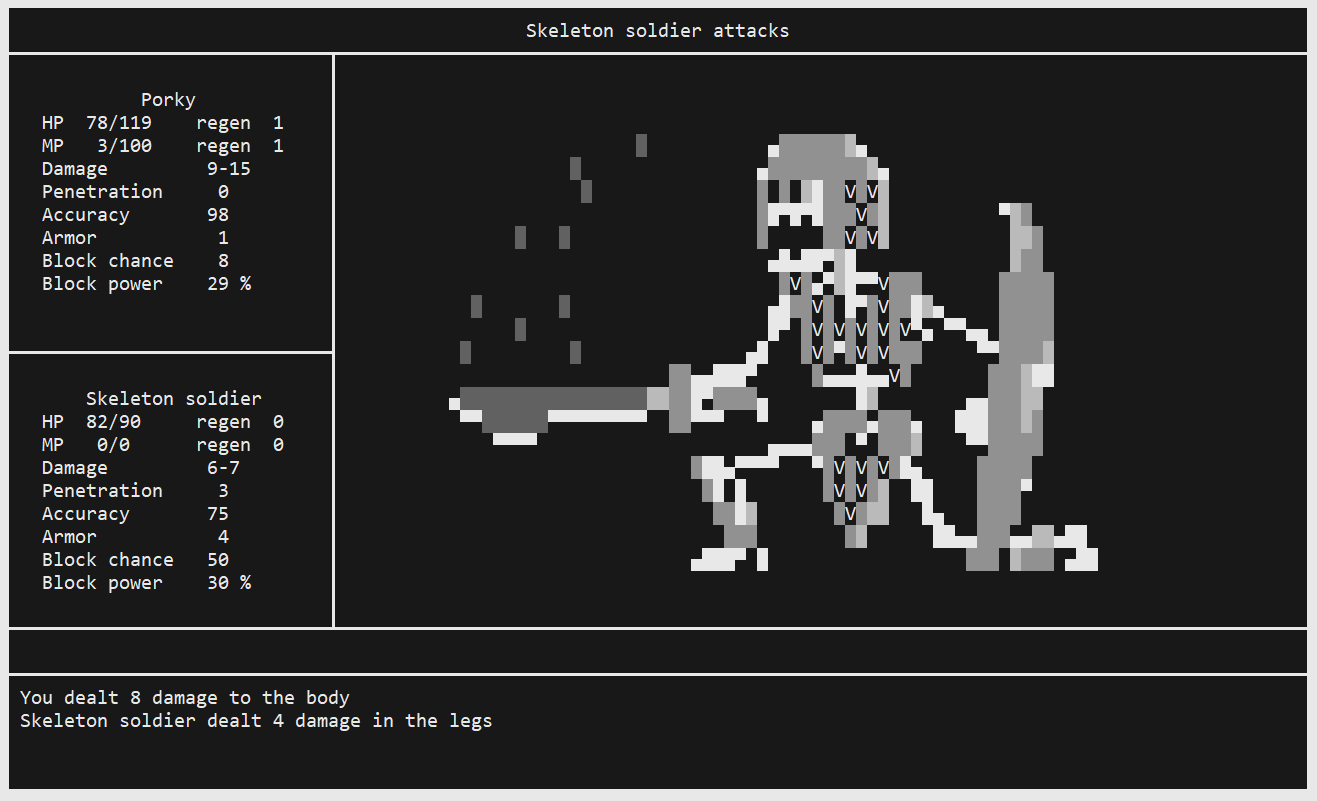 Skeleton soldier attacks
Porky
HP 78/119 regen 1
MP 3/100 regen 1
Damage 9-15
Penetration 0
Accuracy 98
Armor 1
Block chance 8
Block power 29 %
Skeleton soldier
HP 82/90 regen 0
MP 0/0 regen 0
Damage 6-7
Penetration 3
Accuracy 75
Armor 4
Block chance 50
Block power 30 %
V V
V
V V
V V
V V
V V V V V
V V V
V
V V V
V V
V
You dealt 8 damage to the body
Skeleton soldier dealt 4 damage in the legs